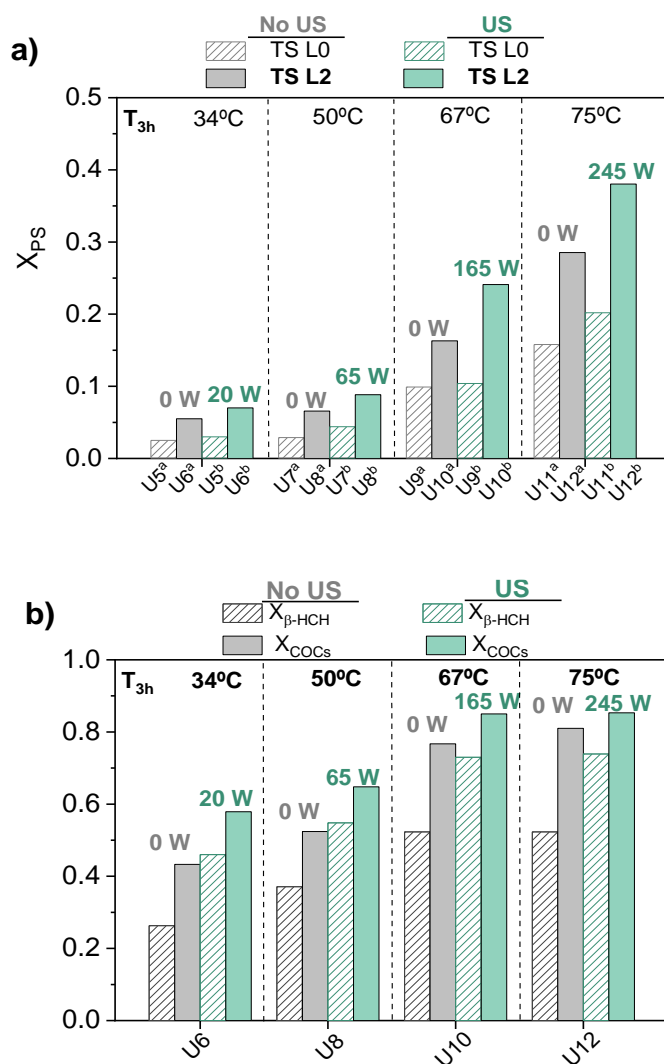 No US US
TS L0 TS L0
TS L2 TS L2
a)
T3h 34ºC 50ºC 67ºC 75ºC
0.5
0.4
0.3
0.2
0.1
0.0
XPS
0 W 20 W 0 W 65 W 0 W 165 W 0 W 245 W
U5a U6a U5b U6b U7a U8a U7b U8b U9a U10a U9b U10b U11a U12a U11b U12b
No US US
b)
Xβ-HCH Xβ-HCH
XCOCs XCOCs
T3h 34ºC 50ºC 67ºC 75ºC
1.0
0.8
0.6
0.4
0.2
0.0
0 W 20 W 0 W 65 W 0 W 165 W 0 W 245 W
U6 U8 U10 U12